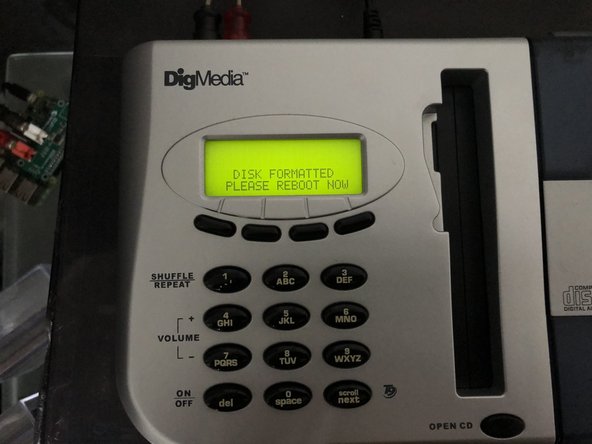 DigMedia™
DISK FORMATTED
PLEASE REBOOT NOW
SHUFFLE
REPEAT
1
2
ABC
3
DEF
+
VOLUME
-
4
GHI
5
JKL
6
MNO
7
PQRS
8
TUV
9
WXYZ
ON
OFF
del
0
space
scroll
next
OPEN CD